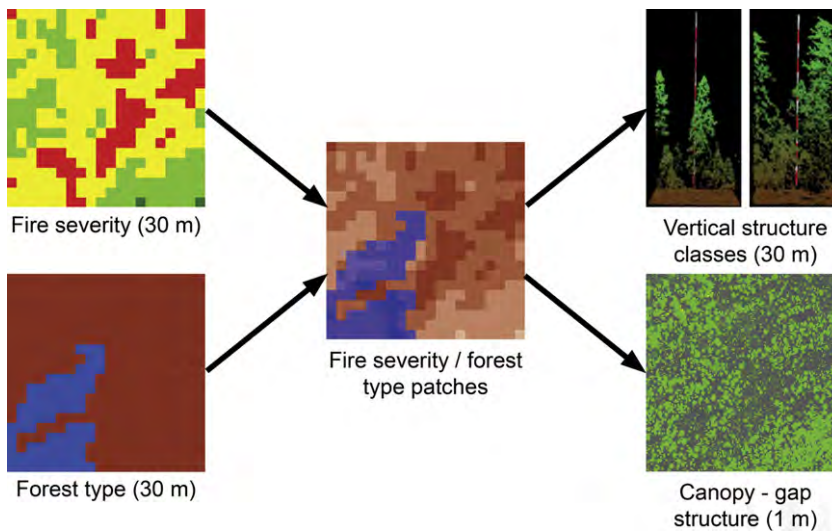 Fire severity (30 m)
Forest type (30 m)
Fire severity / forest
type patches
Vertical structure
classes (30 m)
Canopy - gap
structure (1 m)